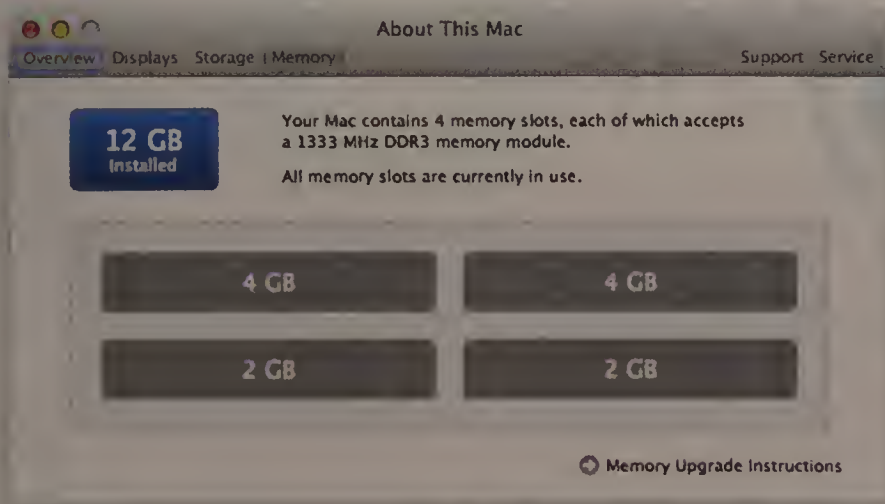 About This Mac
Overview Displays Storage Memory Support Service
12 GB
Installed
Your Mac contains 4 memory slots, each of which accepts
a 1333 MHz DDR3 memory module.
All memory slots are currently in use.
4 GB 4 GB
2 GB 2 GB
Memory Upgrade Instructions